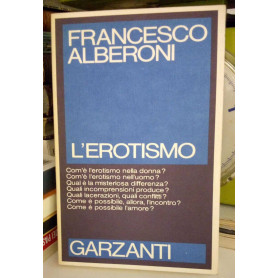 FRANCESCO
ALBERONI
L'EROTISMO
Com'è l'erotismo nella donna?
Com'è l'erotismo nell'uomo?
Qual è la misteriosa differenza?
Quali incomprensioni produce?
Quali lacerazioni, quali conflitti?
Come è possibile, allora, l'incontro?
Come è possibile l'amore?
GARZANTI